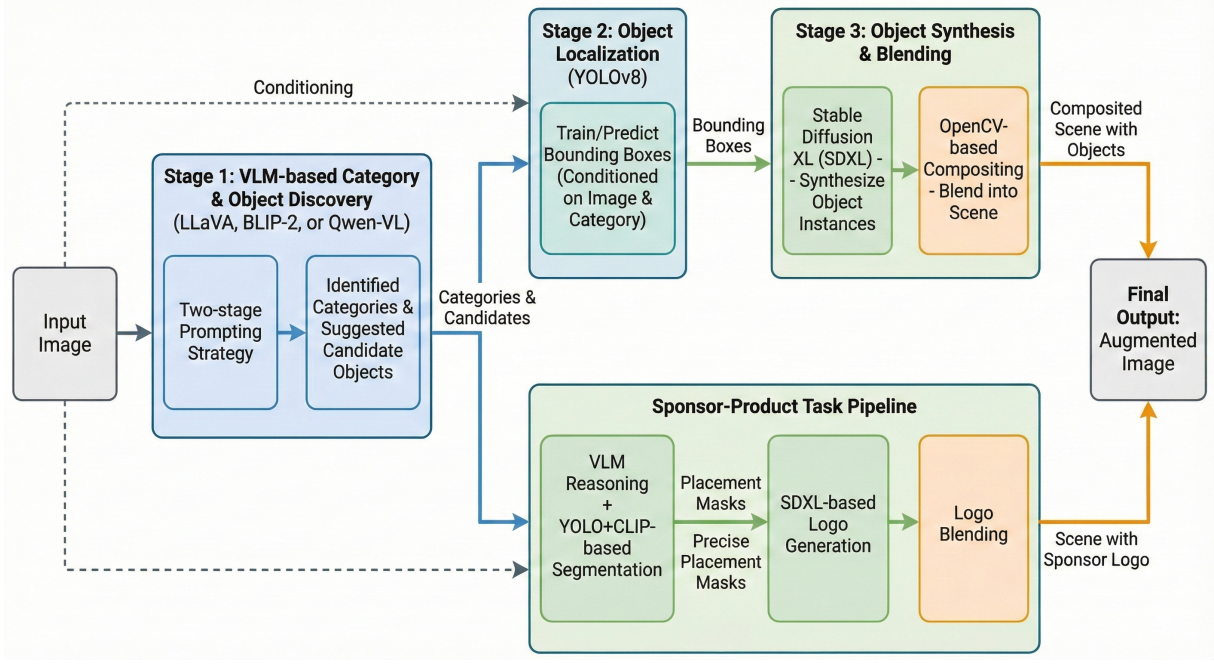 Conditioning
Input
Image
Stage 1: VLM-based Category
& Object Discovery
(LLaVA, BLIP-2, or Qwen-VL)
Two-stage
Prompting
Strategy
Identified
Categories &
Suggested
Candidate
Objects
Categories &
Candidates
Stage 2: Object
Localization
(YOLOv8)
Train/Predict
Bounding Boxes
(Conditioned
on Image &
Category)
Bounding
Boxes
Stage 3: Object Synthesis
& Blending
Stable
Diffusion
XL (SDXL) -
- Synthesize
Object
Instances
OpenCV-
based
Compositing
- Blend into
Scene
Composited
Scene with
Objects
Final
Output:
Augmented
Image
Sponsor-Product Task Pipeline
VLM
Reasoning
+
YOLO+CLIP-
based
Segmentation
Placement
Masks
Precise
Placement
Masks
SDXL-based
Logo
Generation
Logo
Blending
Scene with
Sponsor Logo